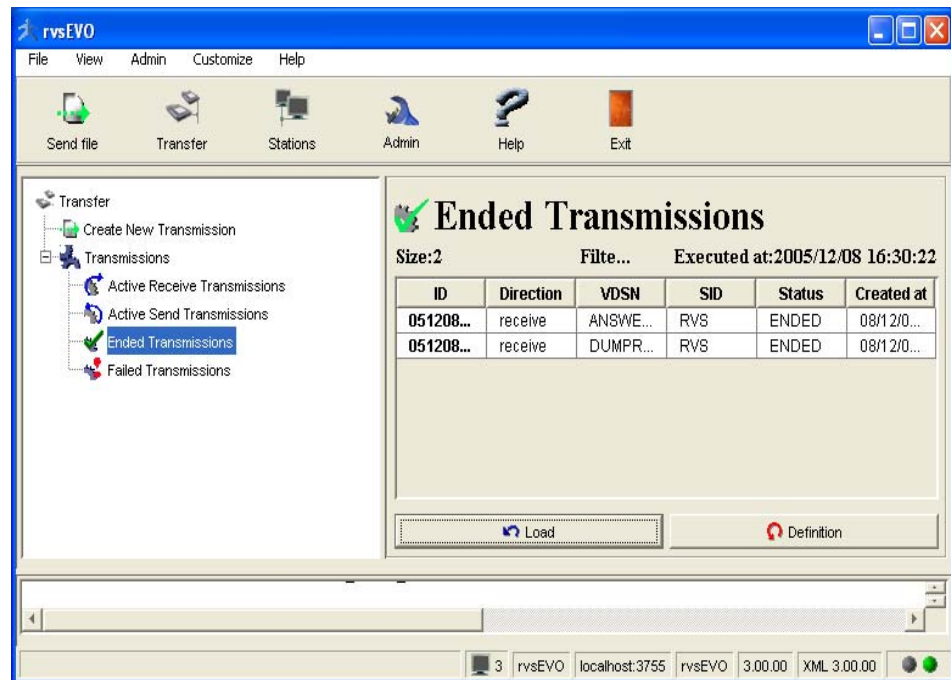 rvsEVO
File View Admin Customize Help
Send file Transfer Stations Admin Help Exit
Transfer
Create New Transmission
Transmissions
Active Receive Transmissions
Active Send Transmissions
Ended Transmissions
Failed Transmissions
Ended Transmissions
Size:2 Filte... Executed at:2005/12/08 16:30:22
ID Direction VDSN SID Status Created at
051208... receive ANSWE... RVS ENDED 08/12/0...
051208... receive DUMPR... RVS ENDED 08/12/0...
Load Definition
3 rvsEVO localhost:3755 rvsEVO 3.00.00 XML 3.00.00